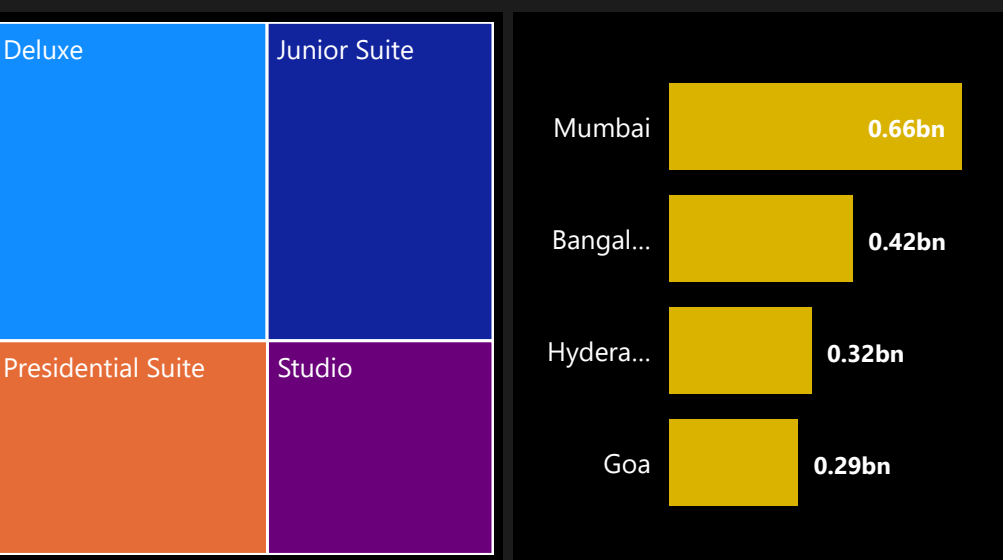 Deluxe
Junior Suite
Presidential Suite
Studio
Mumbai 0.66bn
Bangal... 0.42bn
Hydera... 0.32bn
Goa 0.29bn